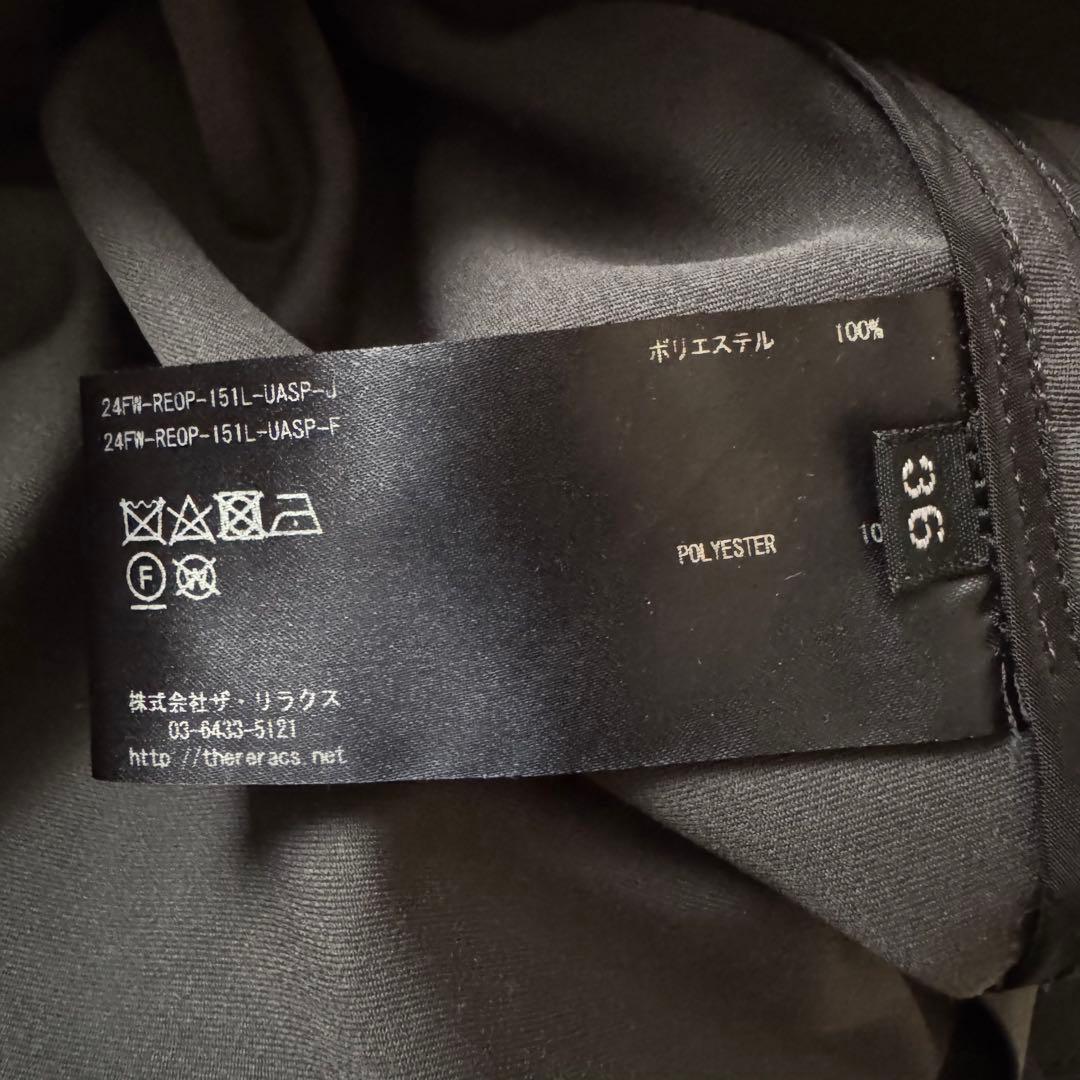 24FW-REOP-151L-UASP-J
24FW-REOP-151L-UASP-F
F
W
株式会社ザ・リラクス
03-6433-5121
http://thereracs.net
ポリエステル 100%
POLYESTER 10
36